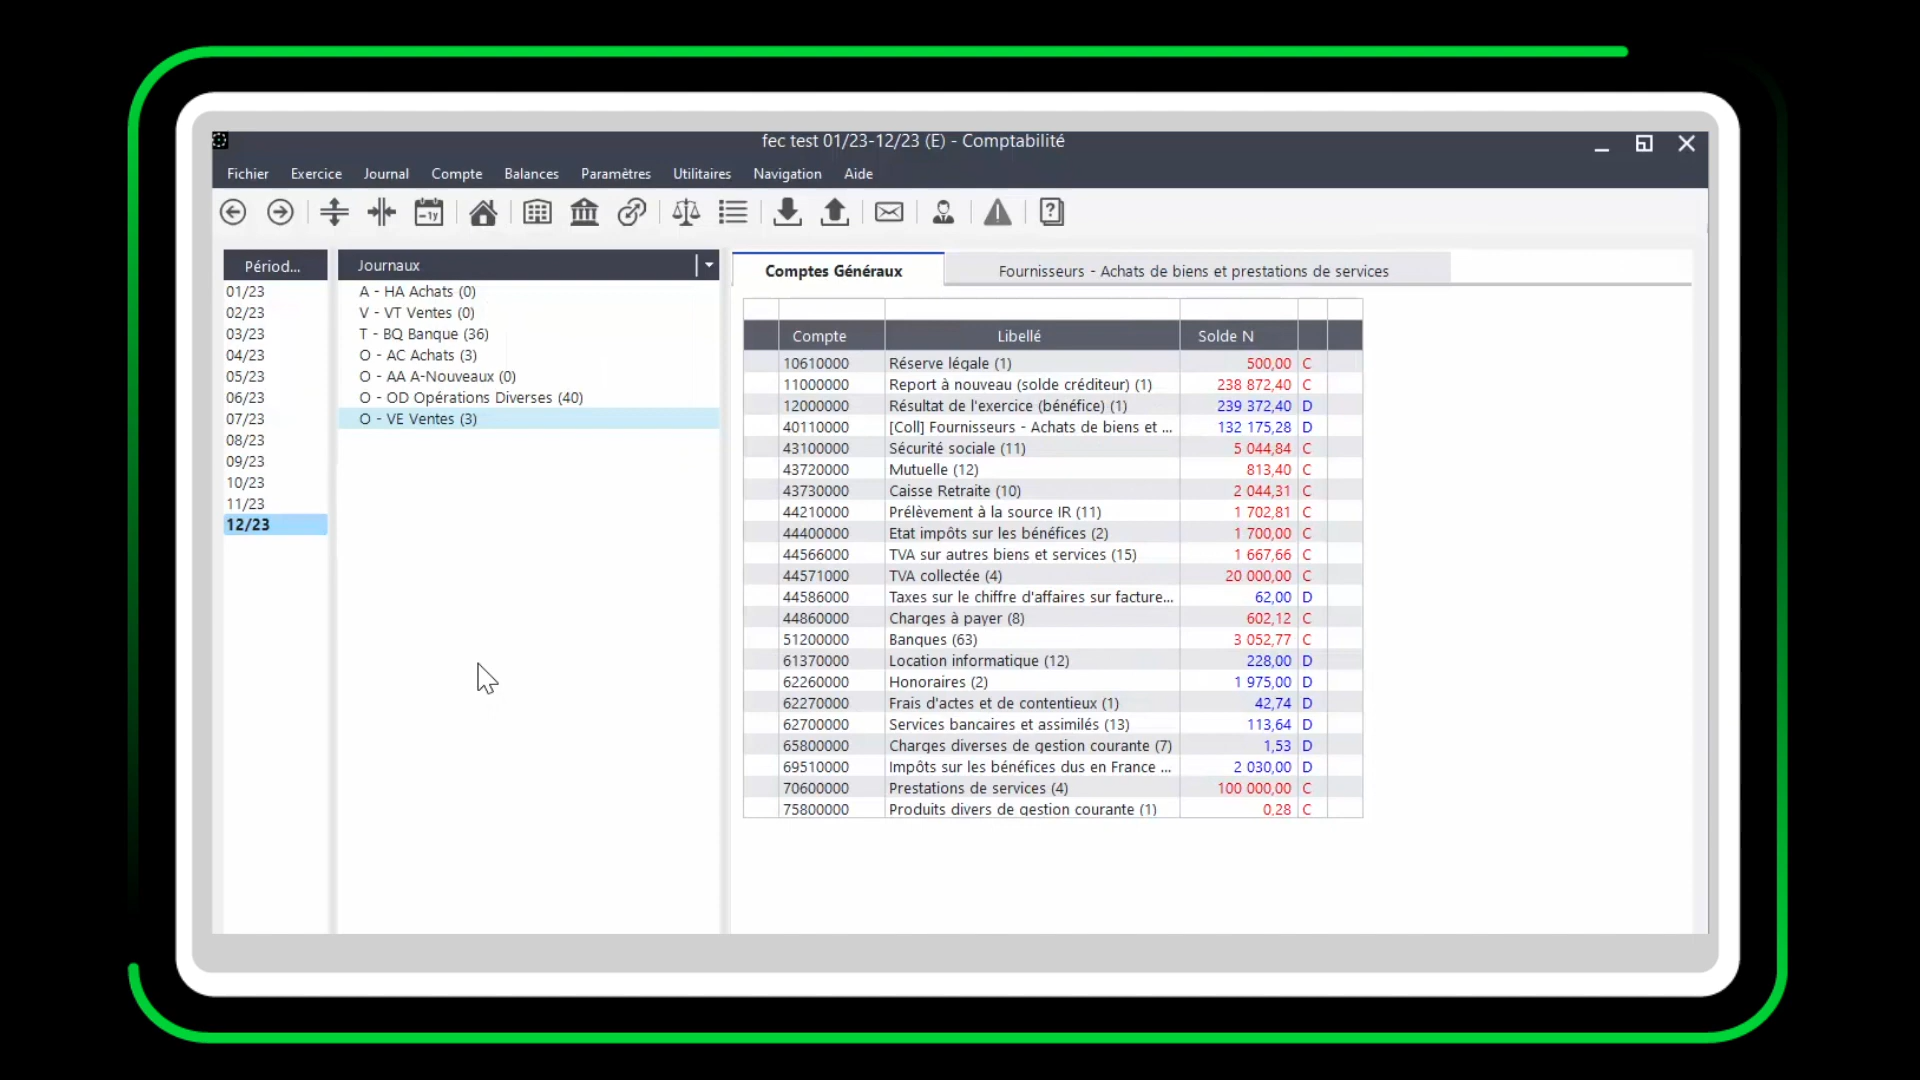 fec test 01/23-12/23 (E) - Comptabilité
Fichier Exercice Journal Compte Balances Paramètres Utilitaires Navigation Aide
-1y
Périod... Journaux
01/23
02/23
03/23
04/23
05/23
06/23
07/23
08/23
09/23
10/23
11/23
12/23
A - HA Achats (0)
V - VT Ventes (0)
T - BQ Banque (36)
O - AC Achats (3)
O - AA A-Nouveaux (0)
O - OD Opérations Diverses (40)
O - VE Ventes (3)
Comptes Généraux Fournisseurs - Achats de biens et prestations de services
Compte Libellé Solde N
10610000 Réserve légale (1) 500,00 C
11000000 Report à nouveau (solde créditeur) (1) 238 872,40 C
12000000 Résultat de l'exercice (bénéfice) (1) 239 372,40 D
40110000 [Coll] Fournisseurs - Achats de biens et ... 132 175,28 D
43100000 Sécurité sociale (11) 5 044,84 C
43720000 Mutuelle (12) 813,40 C
43730000 Caisse Retraite (10) 2 044,31 C
44210000 Prélèvement à la source IR (11) 1 702,81 C
44400000 Etat impôts sur les bénéfices (2) 1 700,00 C
44566000 TVA sur autres biens et services (15) 1 667,66 C
44571000 TVA collectée (4) 20 000,00 C
44586000 Taxes sur le chiffre d'affaires sur facture... 62,00 D
44860000 Charges à payer (8) 602,12 C
51200000 Banques (63) 3 052,77 C
61370000 Location informatique (12) 228,00 D
62260000 Honoraires (2) 1 975,00 D
62270000 Frais d'actes et de contentieux (1) 42,74 D
62700000 Services bancaires et assimilés (13) 113,64 D
65800000 Charges diverses de gestion courante (7) 1,53 D
69510000 Impôts sur les bénéfices dus en France ... 2 030,00 D
70600000 Prestations de services (4) 100 000,00 C
75800000 Produits divers de gestion courante (1) 0,28 C